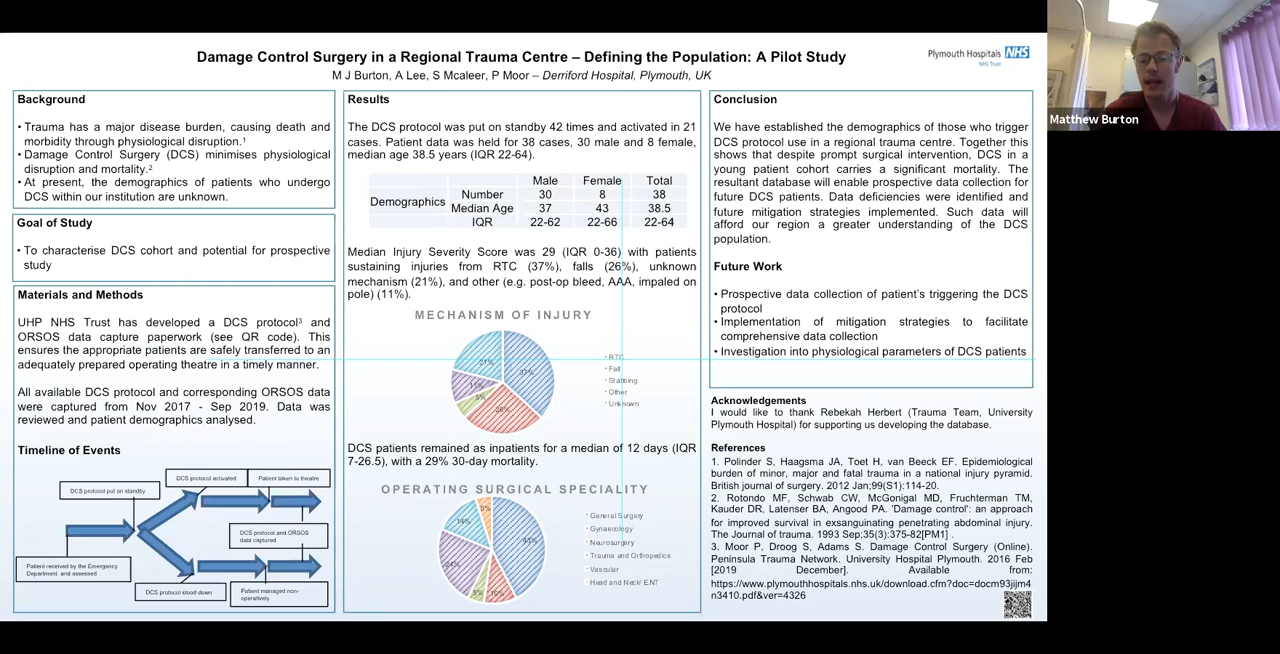 Damage Control Surgery in a Regional Trauma Centre – Defining the Population: A Pilot Study
M J Burton, A Lee, S Mcaleer, P Moor – Derriford Hospital, Plymouth, UK
Plymouth Hospitals NHS
NHS Trust
Matthew Burton
Background
• Trauma has a major disease burden, causing death and
morbidity through physiological disruption.1
• Damage Control Surgery (DCS) minimises physiological
disruption and mortality.2
• At present, the demographics of patients who undergo
DCS within our institution are unknown.
Goal of Study
• To characterise DCS cohort and potential for prospective
study
Materials and Methods
UHP NHS Trust has developed a DCS protocol3 and
ORSOS data capture paperwork (see QR code). This
ensures the appropriate patients are safely transferred to an
adequately prepared operating theatre in a timely manner.
All available DCS protocol and corresponding ORSOS data
were captured from Nov 2017 - Sep 2019. Data was
reviewed and patient demographics analysed.
Timeline of Events
DCS protocol activated
Patient taken to theatre
DCS protocol put on standby
DCS protocol and ORSOS
data captured
Patient received by the Emergency
Department and assessed
DCS protocol stood down
Patient managed non-
operatively
Results
The DCS protocol was put on standby 42 times and activated in 21
cases. Patient data was held for 38 cases, 30 male and 8 female,
median age 38.5 years (IQR 22-64).
Male Female Total
Demographics Number 30 8 38
Median Age 37 43 38.5
IQR 22-62 22-66 22-64
Median Injury Severity Score was 29 (IQR 0-36) with patients
sustaining injuries from RTC (37%), falls (26%), unknown
mechanism (21%), and other (e.g. post-op bleed, AAA, impaled on
pole) (11%).
MECHANISM OF INJURY
37%
26%
5%
11%
21%
RTC
Fall
Stabbing
Other
Unknown
DCS patients remained as inpatients for a median of 12 days (IQR
7-26.5), with a 29% 30-day mortality.
OPERATING SURGICAL SPECIALITY
43%
10%
5%
24%
14%
5%
General Surgery
Gynaecology
Neurosurgery
Trauma and Orthopedics
Vascular
Head and Neck/ ENT
Conclusion
We have established the demographics of those who trigger
DCS protocol use in a regional trauma centre. Together this
shows that despite prompt surgical intervention, DCS in a
young patient cohort carries a significant mortality. The
resultant database will enable prospective data collection for
future DCS patients. Data deficiencies were identified and
future mitigation strategies implemented. Such data will
afford our region a greater understanding of the DCS
population.
Future Work
• Prospective data collection of patient's triggering the DCS
protocol
• Implementation of mitigation strategies to facilitate
comprehensive data collection
• Investigation into physiological parameters of DCS patients
Acknowledgements
I would like to thank Rebekah Herbert (Trauma Team, University
Plymouth Hospital) for supporting us developing the database.
References
1. Polinder S, Haagsma JA, Toet H, van Beeck EF. Epidemiological
burden of minor, major and fatal trauma in a national injury pyramid.
British journal of surgery. 2012 Jan;99(S1):114-20.
2. Rotondo MF, Schwab CW, McGonigal MD, Fruchterman TM,
Kauder DR, Latenser BA, Angood PA. 'Damage control': an approach
for improved survival in exsanguinating penetrating abdominal injury.
The Journal of trauma. 1993 Sep;35(3):375-82[PM1] .
3. Moor P, Droog S, Adams S. Damage Control Surgery (Online).
Peninsula Trauma Network. University Hospital Plymouth. 2016 Feb
[2019 December]. Available from:
https://www.plymouthhospitals.nhs.uk/download.cfm?doc=docm93jijm4
n3410.pdf&ver=4326